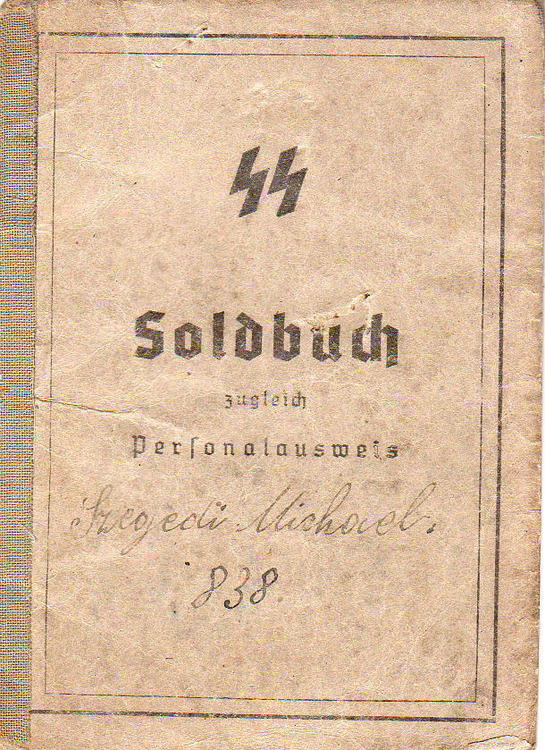 SS
Soldbuch
zugleich
Personalausweis
Szegedi Michael.
838.